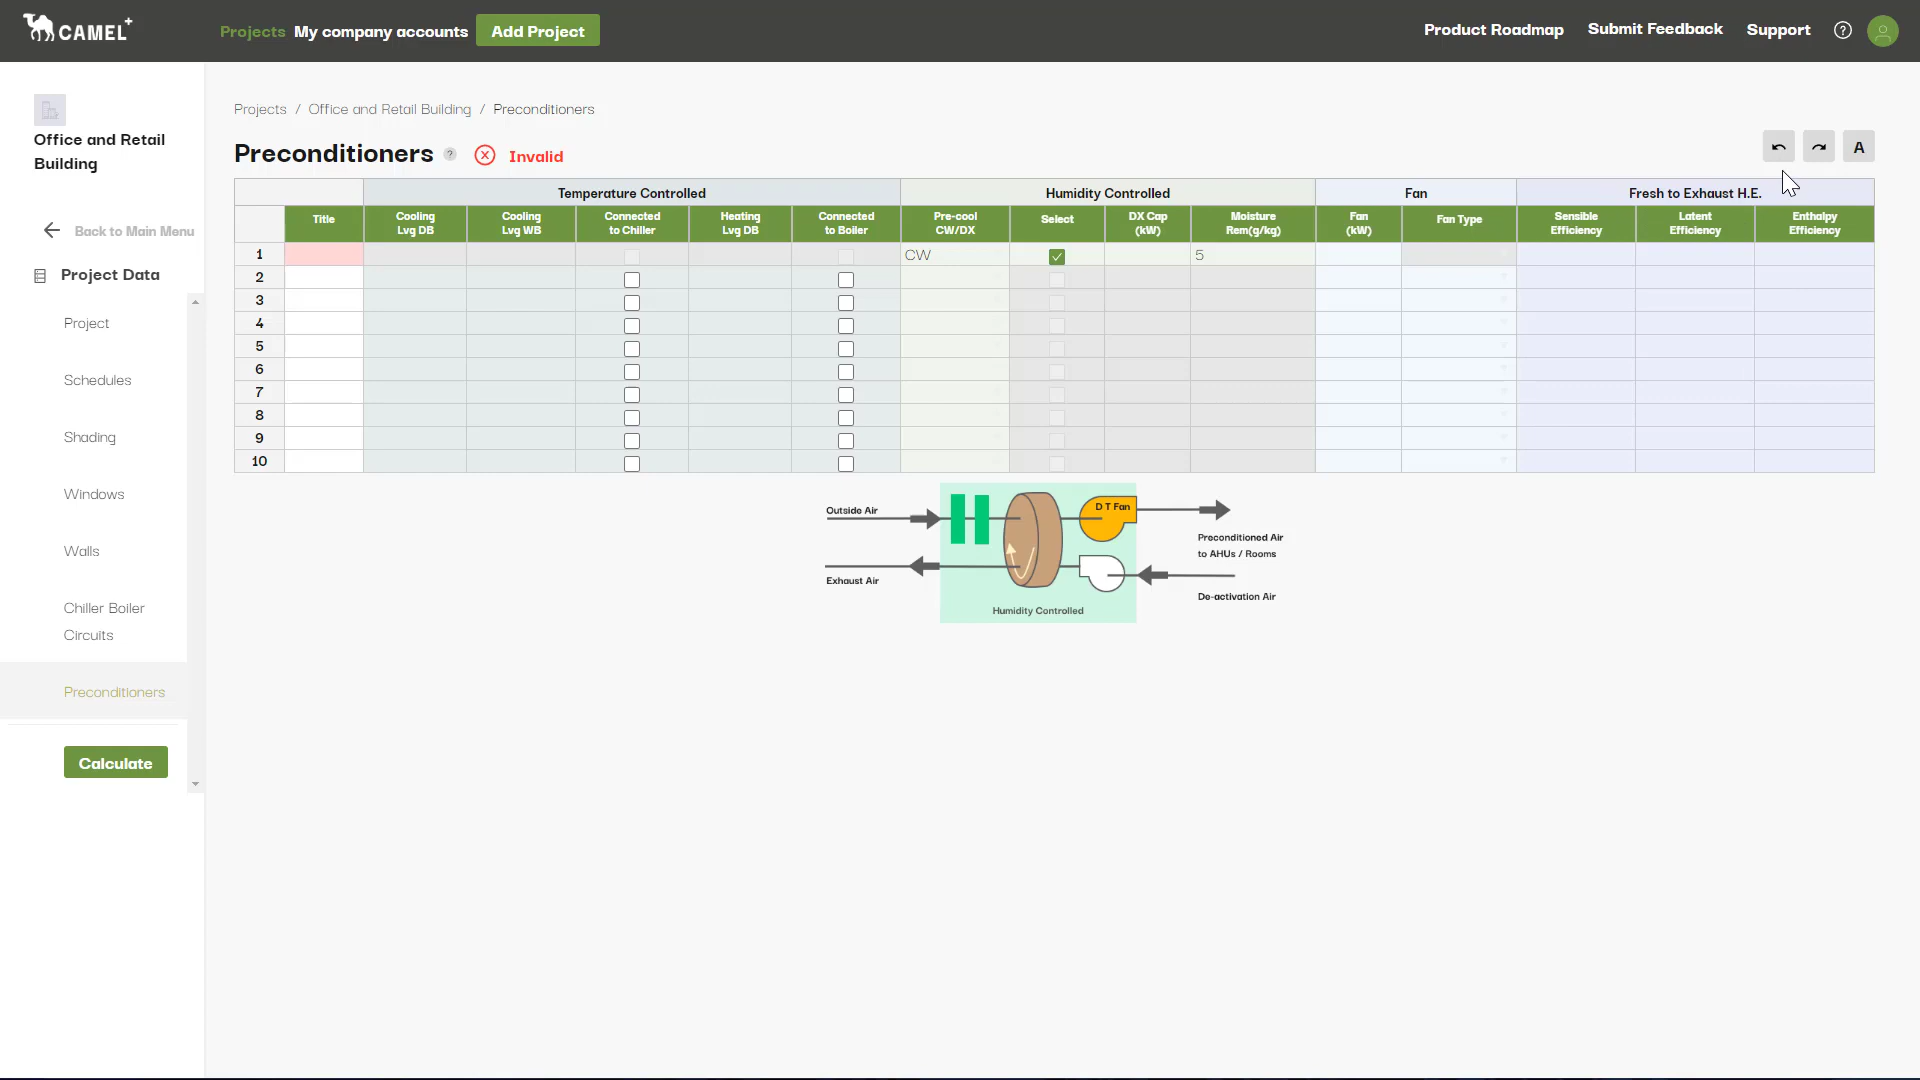 CAMEL+
Projects My company accounts Add Project
Product Roadmap Submit Feedback Support ?
Office and Retail
Building
Back to Main Menu
Project Data
Project
Schedules
Shading
Windows
Walls
Chiller Boiler
Circuits
Preconditioners
Calculate
Projects / Office and Retail Building / Preconditioners
Preconditioners ? Invalid
A
Temperature Controlled Humidity Controlled Fan Fresh to Exhaust H.E.
Title
Cooling
Lvg DB
Cooling
Lvg WB
Connected
to Chiller
Heating
Lvg DB
Connected
to Boiler
Pre-cool
CW/DX
Select
DX Cap
(kW)
Moisture
Rem(g/kg)
Fan
(kW)
Fan Type
Sensible
Efficiency
Latent
Efficiency
Enthalpy
Efficiency
1 CW 5
2
3
4
5
6
7
8
9
10
Outside Air
D T Fan
Preconditioned Air
to AHUs / Rooms
Exhaust Air
De-activation Air
Humidity Controlled